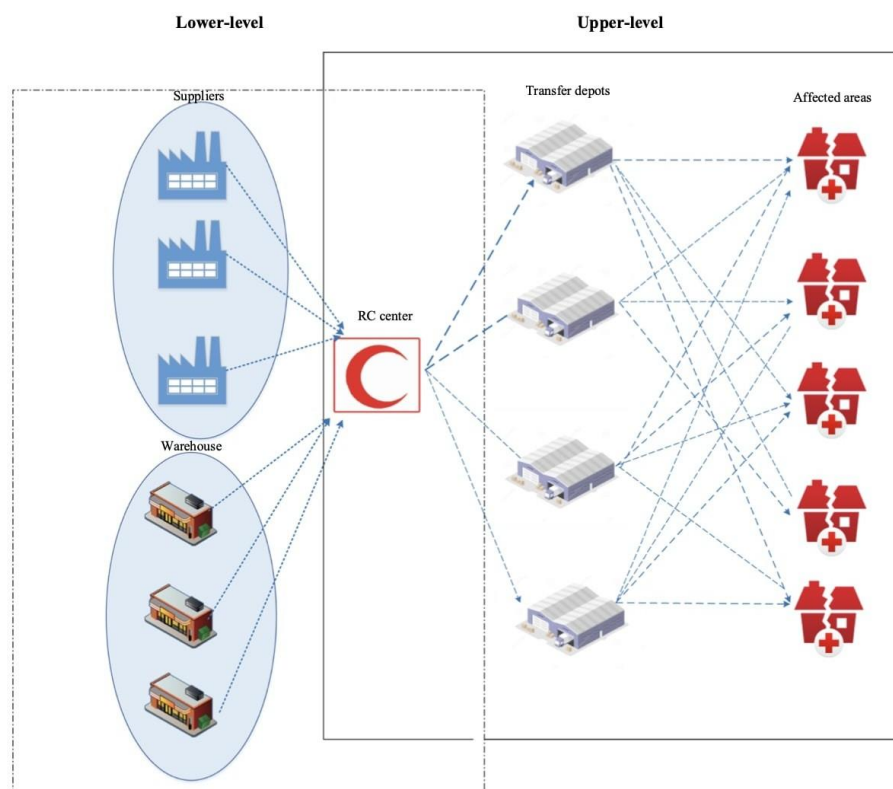 Lower-level
Upper-level
Suppliers
Transfer depots
Affected areas
RC center
Warehouse